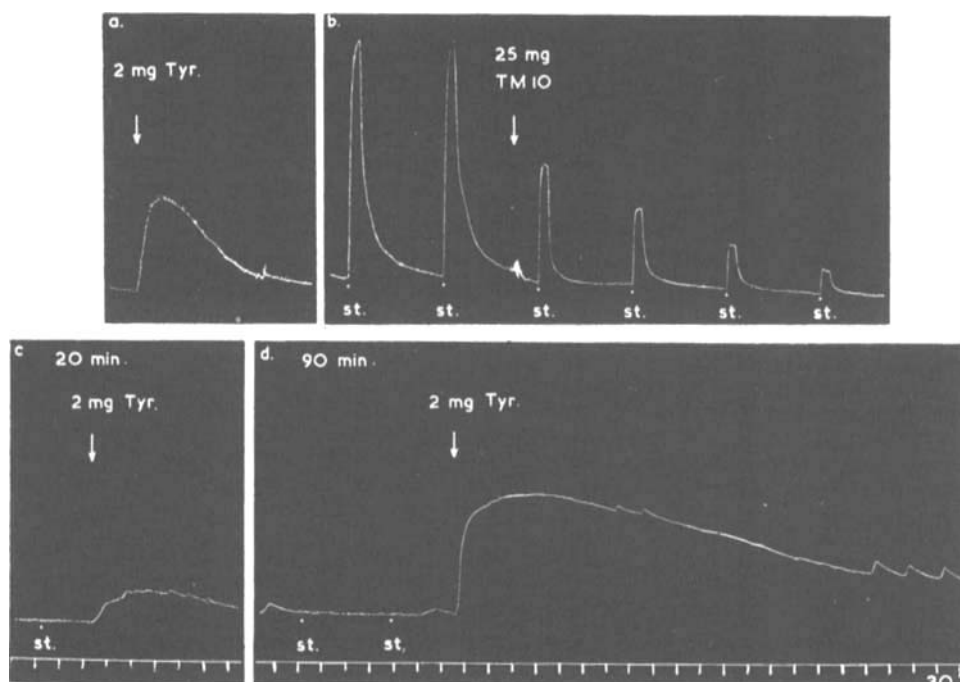 a.
2 mg Tyr.
b.
25 mg
TM 10
st. st. st. st. st. st.
c 20 min.
2 mg Tyr.
st.
d. 90 min.
2 mg Tyr.
st. st.